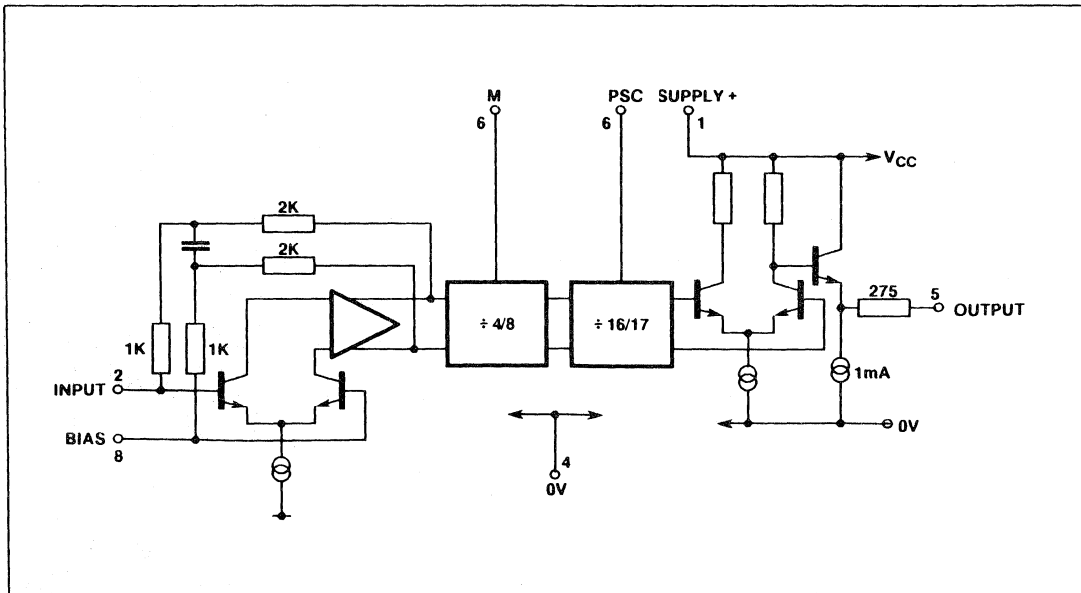 M
PSC
SUPPLY +
6
6
1
VCC
2K
2K
÷ 4/8
÷ 16/17
275
5
OUTPUT
1K
1K
1mA
INPUT
2
BIAS
8
0V
4
0V